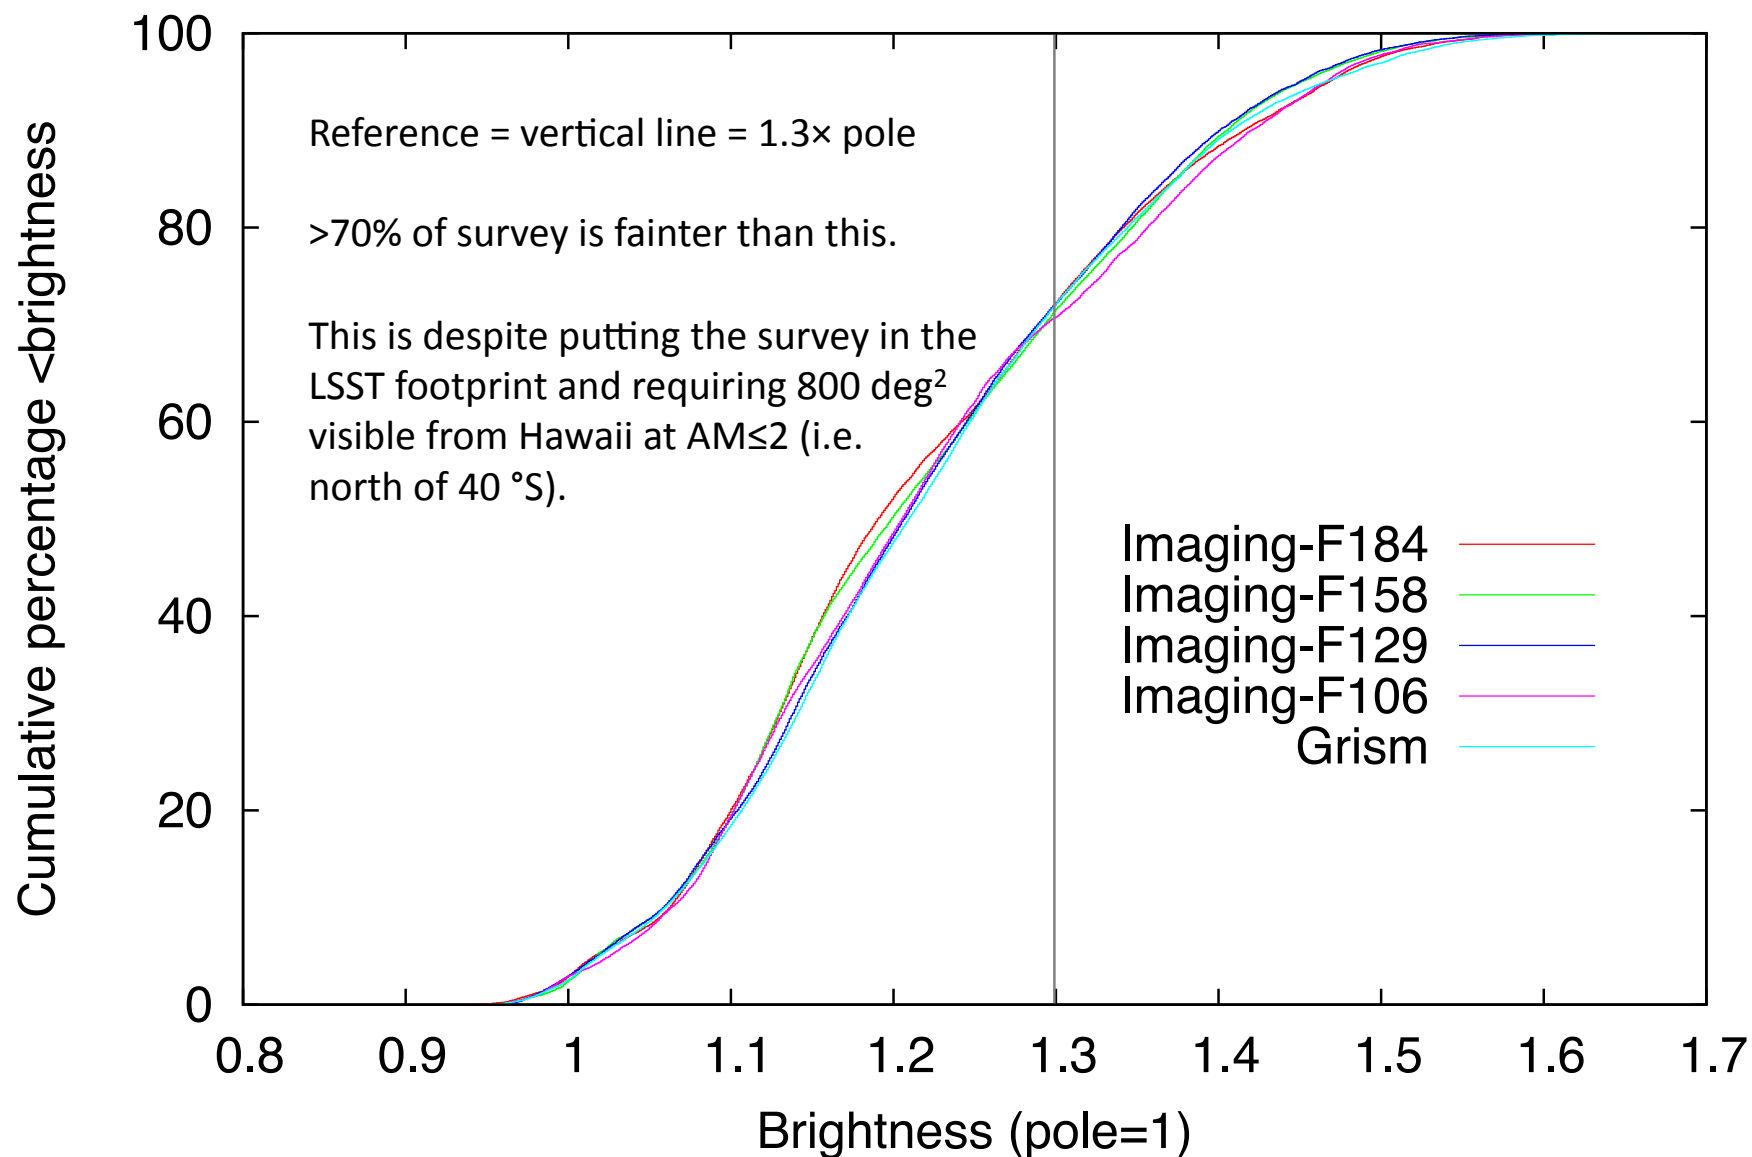 100
80
60
40
20
0
Cumulative percentage <brightness
Reference = vertical line = 1.3× pole
>70% of survey is fainter than this.
This is despite putting the survey in the
LSST footprint and requiring 800 deg²
visible from Hawaii at AM≤2 (i.e.
north of 40 °S).
Imaging-F184
Imaging-F158
Imaging-F129
Imaging-F106
Grism
0.8 0.9 1 1.1 1.2 1.3 1.4 1.5 1.6 1.7
Brightness (pole=1)